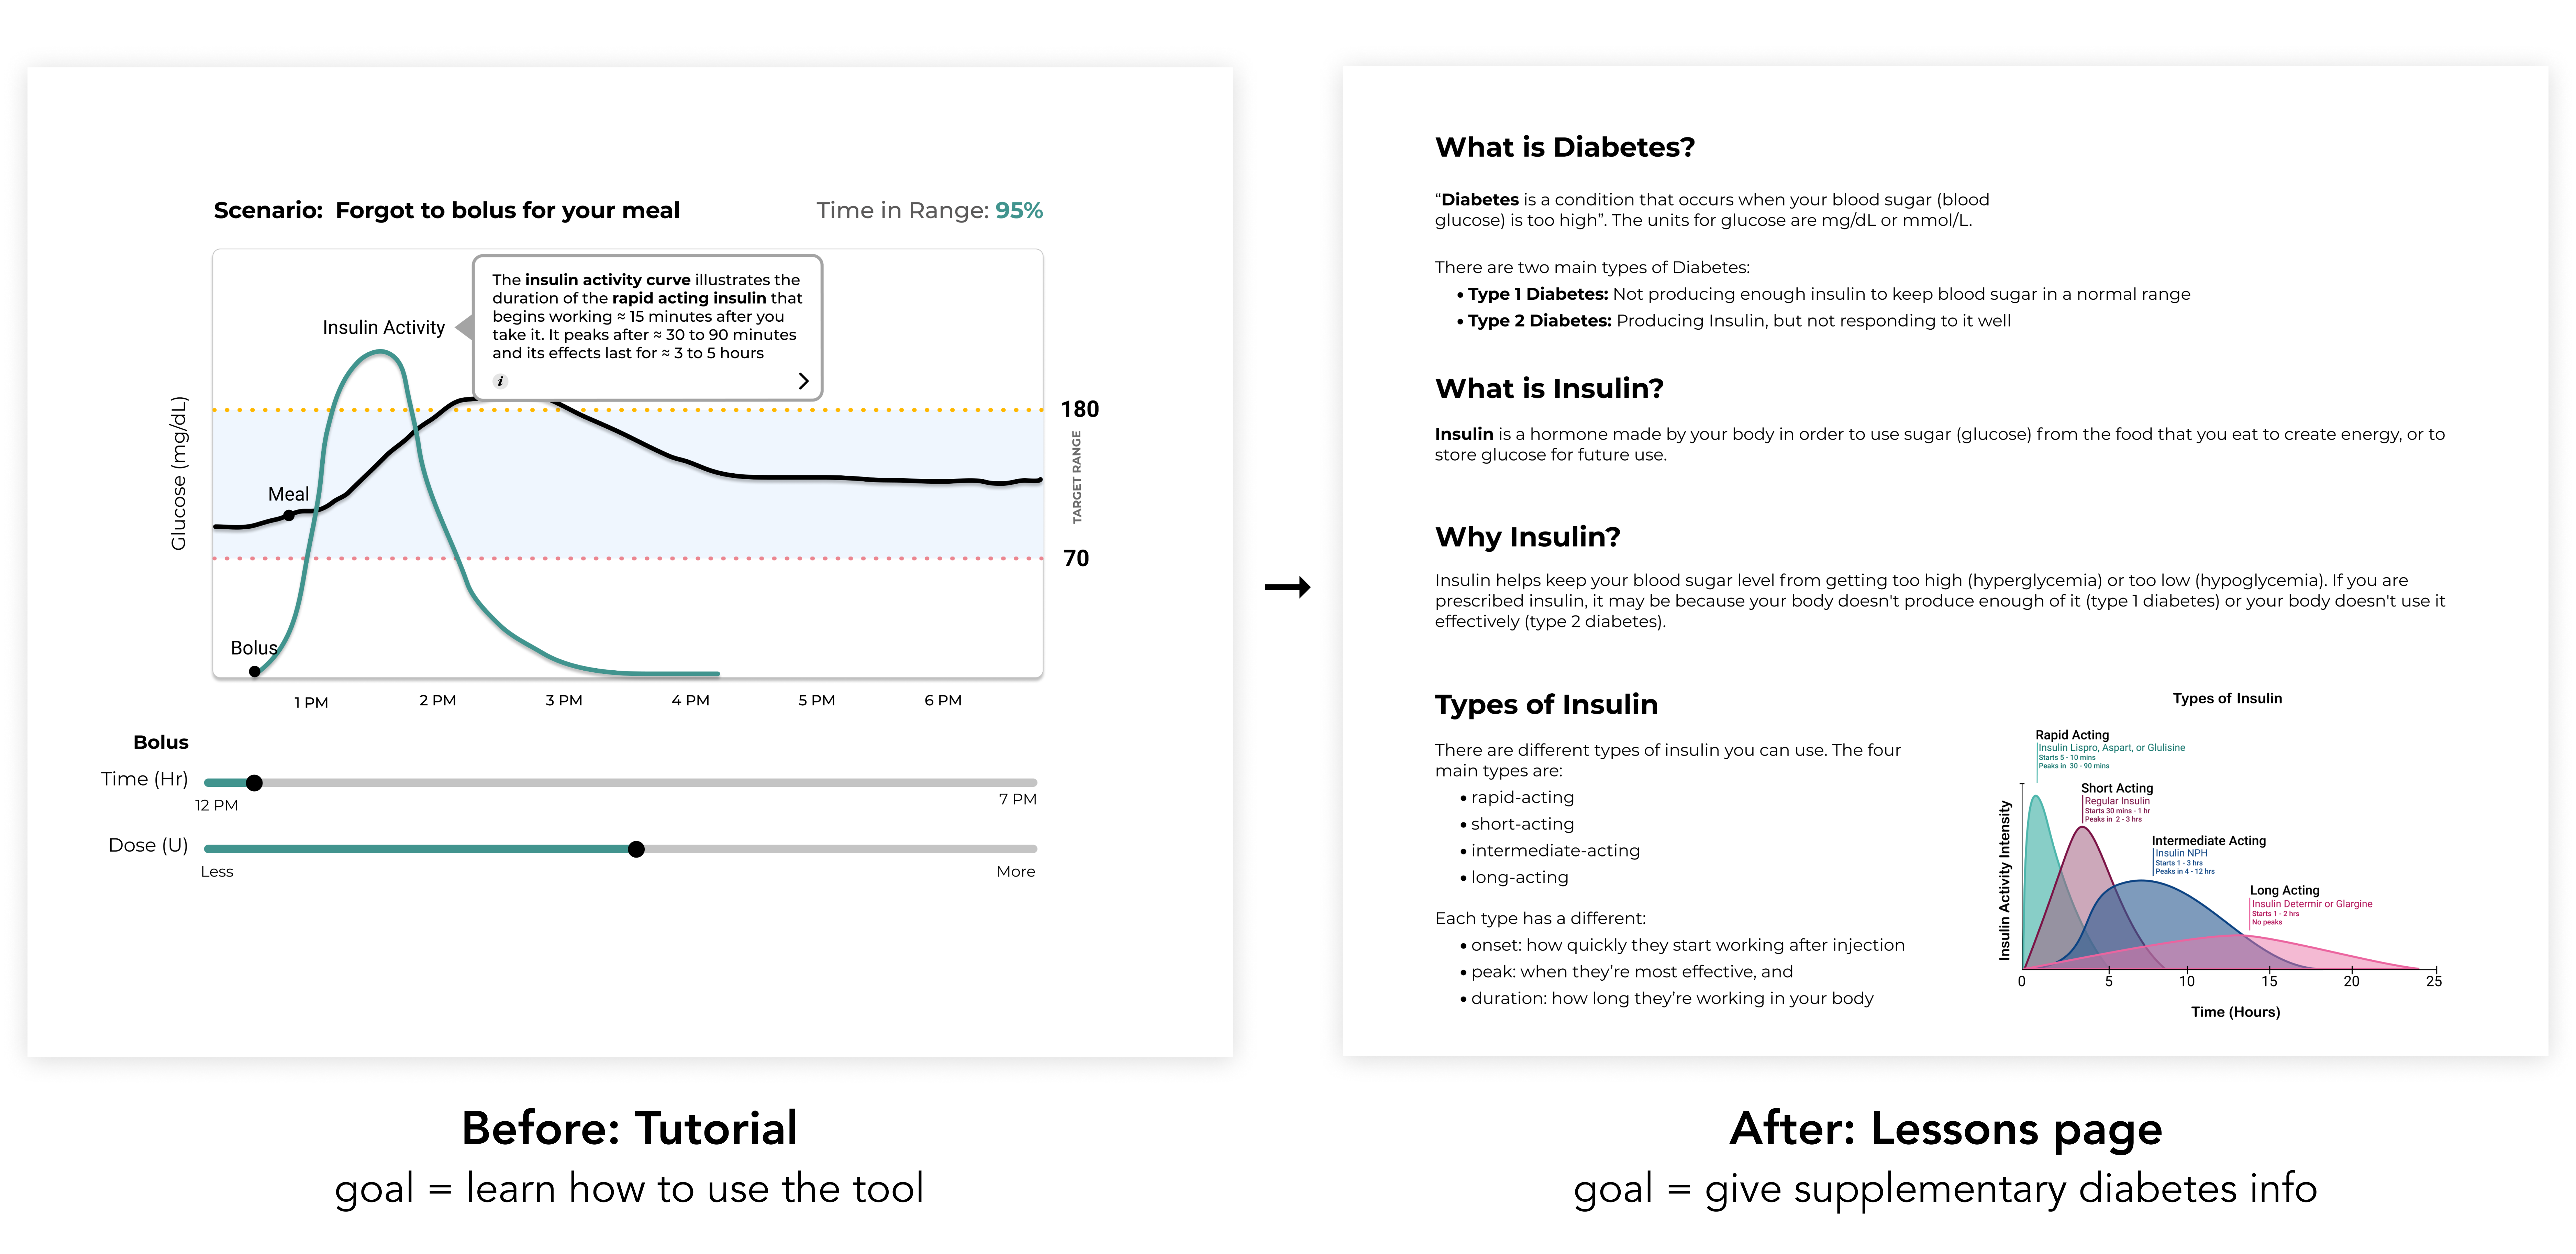 Scenario:  Forgot to bolus for your meal
Time in Range: 95%
The insulin activity curve illustrates the
duration of the rapid acting insulin that
begins working ≈ 15 minutes after you
take it. It peaks after ≈ 30 to 90 minutes
and its effects last for ≈ 3 to 5 hours
i
Insulin Activity
Glucose (mg/dL)
180
TARGET RANGE
70
Meal
Bolus
1 PM
2 PM
3 PM
4 PM
5 PM
6 PM
Bolus
Time (Hr)
12 PM
7 PM
Dose (U)
Less
More
Before: Tutorial
goal = learn how to use the tool
What is Diabetes?
“Diabetes is a condition that occurs when your blood sugar (blood
glucose) is too high”. The units for glucose are mg/dL or mmol/L.
There are two main types of Diabetes:
• Type 1 Diabetes: Not producing enough insulin to keep blood sugar in a normal range
• Type 2 Diabetes: Producing Insulin, but not responding to it well
What is Insulin?
Insulin is a hormone made by your body in order to use sugar (glucose) from the food that you eat to create energy, or to
store glucose for future use.
Why Insulin?
Insulin helps keep your blood sugar level from getting too high (hyperglycemia) or too low (hypoglycemia). If you are
prescribed insulin, it may be because your body doesn't produce enough of it (type 1 diabetes) or your body doesn't use it
effectively (type 2 diabetes).
Types of Insulin
There are different types of insulin you can use. The four
main types are:
• rapid-acting
• short-acting
• intermediate-acting
• long-acting
Each type has a different:
• onset: how quickly they start working after injection
• peak: when they’re most effective, and
• duration: how long they’re working in your body
Types of Insulin
Rapid Acting
Insulin Lispro, Aspart, or Glulisine
Starts 5 - 10 mins
Peaks in 30 - 90 mins
Short Acting
Regular Insulin
Starts 30 mins - 1 hr
Peaks in 2 - 3 hrs
Intermediate Acting
Insulin NPH
Starts 1 - 3 hrs
Peaks in 4 - 12 hrs
Long Acting
Insulin Determir or Glargine
Starts 1 - 2 hrs
No peaks
Insulin Activity Intensity
0
5
10
15
20
25
Time (Hours)
After: Lessons page
goal = give supplementary diabetes info